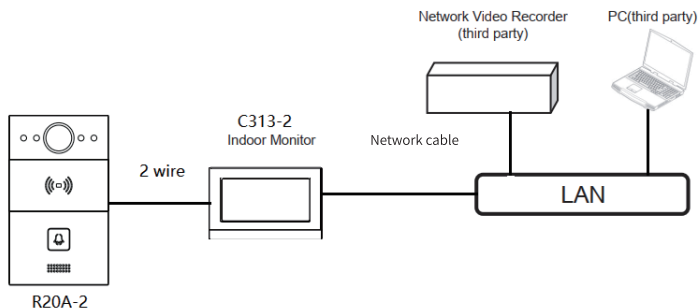 Network Video Recorder
(third party)
PC(third party)
C313-2
Indoor Monitor
Network cable
2 wire
LAN
R20A-2